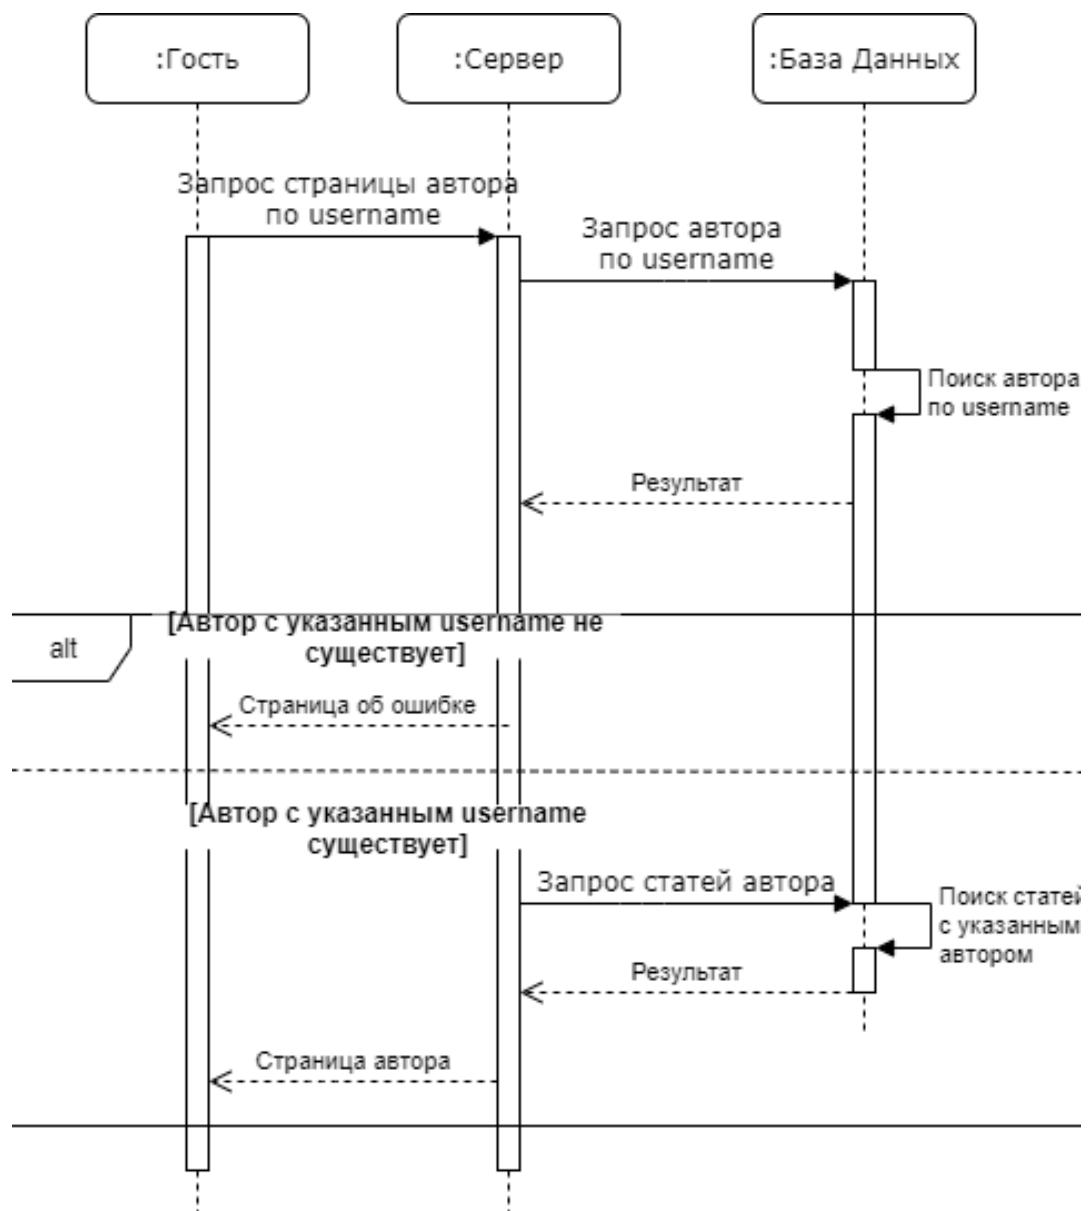 :Гость
:Сервер
:База Данных
Запрос страницы автора
по username
Запрос автора
по username
Поиск автора
по username
Результат
[Автор с указанным username не
существует]
alt
Страница об ошибке
[Автор с указанным username
существует]
Запрос статей автора
Поиск статей
с указанным
автором
Результат
Страница автора